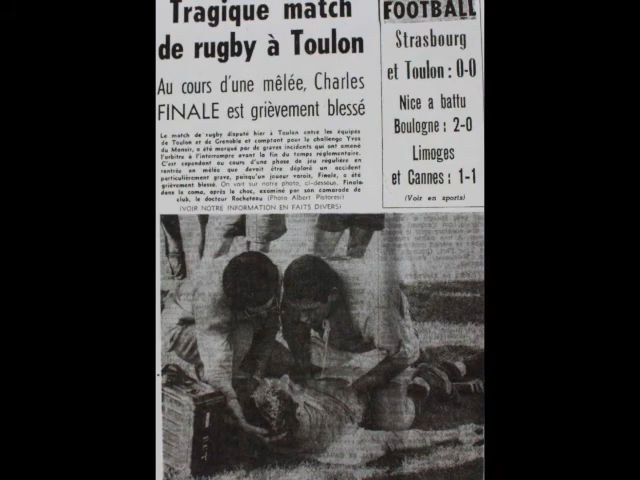 Tragique match
de rugby à Toulon
Au cours d'une mêlée, Charles
FINALE est grièvement blessé
Le match de rugby disputé hier à Toulon entre les équipes
de Toulon et de Grenoble et comptant pour le challenge Yves
du Manoir, a été marqué par de graves incidents qui ont amené
l'arbitre à l'interrompre avant la fin du temps réglementaire.
C'est cependant au cours d'une phase de jeu régulière en
rentrée en mêlée que devait être déploré un accident
particulièrement grave, puisqu'un joueur varois, Finale, a été
grièvement blessé. On voit sur notre photo, ci-dessous, Finale
dans le coma, après le choc, examiné par son camarade de
club, le docteur Rocheteau (Photo Albert Pistoresi)
(VOIR NOTRE INFORMATION EN FAITS DIVERS)
FOOTBALL
Strasbourg
et Toulon : 0-0
Nice a battu
Boulogne : 2-0
Limoges
et Cannes : 1-1
(Voir en sports)